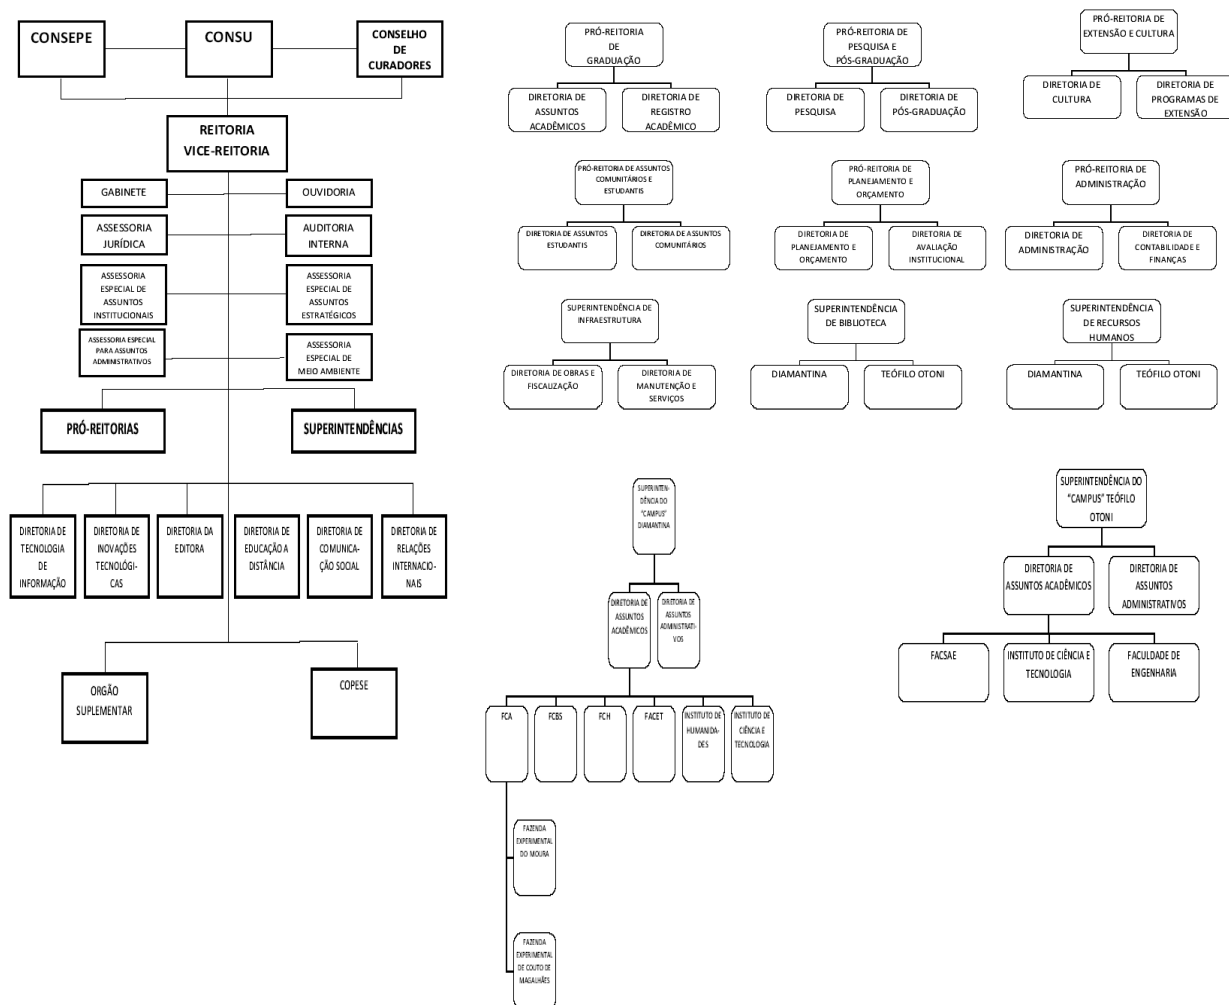 CONSEPE
CONSU
CONSELHO
DE
CURADORES
REITORIA
VICE-REITORIA
GABINETE
OUVIDORIA
ASSESSORIA
JURÍDICA
AUDITORIA
INTERNA
ASSESSORIA
ESPECIAL DE
ASSUNTOS
INSTITUCIONAIS
ASSESSORIA
ESPECIAL DE
ASSUNTOS
ESTRATÉGICOS
ASSESSORIA ESPECIAL
PARA ASSUNTOS
ADMINISTRATIVOS
ASSESSORIA
ESPECIAL DE
MEIO AMBIENTE
PRÓ-REITORIAS
SUPERINTENDÊNCIAS
DIRETORIA DE
TECNOLOGIA
DE
INFORMAÇÃO
DIRETORIA DE
INOVAÇÕES
TECNOLÓGI-
CAS
DIRETORIA DA
EDITORA
DIRETORIA DE
EDUCAÇÃO A
DISTÂNCIA
DIRETORIA DE
COMUNICA-
ÇÃO SOCIAL
DIRETORIA DE
RELAÇÕES
INTERNACIO-
NAIS
ORGÃO
SUPLEMENTAR
COPESE
PRÓ-REITORIA
DE
GRADUAÇÃO
DIRETORIA DE
ASSUNTOS
ACADÊMICOS
DIRETORIA DE
REGISTRO
ACADÊMICO
PRÓ-REITORIA DE
PESQUISA E
PÓS-GRADUAÇÃO
DIRETORIA DE
PESQUISA
DIRETORIA DE
PÓS-GRADUAÇÃO
PRÓ-REITORIA DE
EXTENSÃO E CULTURA
DIRETORIA DE
CULTURA
DIRETORIA DE
PROGRAMAS DE
EXTENSÃO
PRÓ-REITORIA DE ASSUNTOS
COMUNITÁRIOS E
ESTUDANTIS
DIRETORIA DE ASSUNTOS
ESTUDANTIS
DIRETORIA DE ASSUNTOS
COMUNITÁRIOS
PRÓ-REITORIA DE
PLANEJAMENTO E
ORÇAMENTO
DIRETORIA DE
PLANEJAMENTO E
ORÇAMENTO
DIRETORIA DE
AVALIAÇÃO
INSTITUCIONAL
PRÓ-REITORIA DE
ADMINISTRAÇÃO
DIRETORIA DE
ADMINISTRAÇÃO
DIRETORIA DE
CONTABILIDADE E
FINANÇAS
SUPERINTENDÊNCIA DE
INFRAESTRUTURA
DIRETORIA DE OBRAS E
FISCALIZAÇÃO
DIRETORIA DE
MANUTENÇÃO E
SERVIÇOS
SUPERINTENDÊNCIA
DE BIBLIOTECA
DIAMANTINA
TEÓFILO OTONI
SUPERINTENDÊNCIA
DE RECURSOS
HUMANOS
DIAMANTINA
TEÓFILO OTONI
SUPERINTEN-
DÊNCIA DO
"CAMPUS"
DIAMANTINA
DIRETORIA DE
ASSUNTOS
ACADÊMICOS
DIRETORIA DE
ASSUNTOS
ADMINISTRATI-
VOS
FCA
FCBS
FCH
FACET
INSTITUTO DE
HUMANIDA-
DES
INSTITUTO DE
CIÊNCIA E
TECNOLOGIA
FAZENDA
EXPERIMENTAL
DO MOURA
FAZENDA
EXPERIMENTAL
DE COUTO DE
MAGALHÃES
SUPERINTENDÊNCIA DO
"CAMPUS" TEÓFILO
OTONI
DIRETORIA DE
ASSUNTOS ACADÊMICOS
DIRETORIA DE
ASSUNTOS
ADMINISTRATIVOS
FACSAE
INSTITUTO DE CIÊNCIA E
TECNOLOGIA
FACULDADE DE
ENGENHARIA